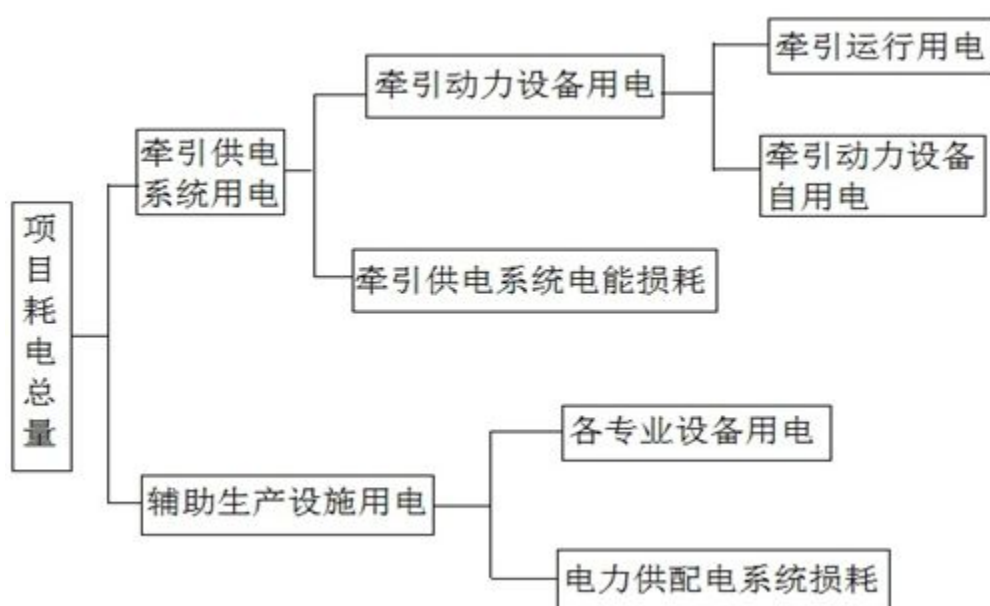 项目耗电总量
牵引供电
系统用电
牵引动力设备用电
牵引运行用电
牵引动力设备
自用电
牵引供电系统电能损耗
辅助生产设施用电
各专业设备用电
电力供配电系统损耗